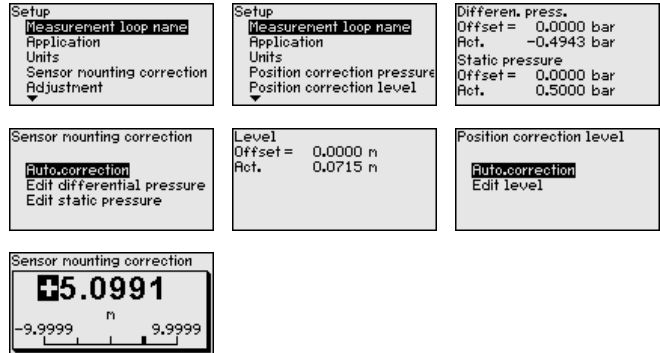 Setup
Measurement loop name
Application
Units
Sensor mounting correction
Adjustment
Setup
Measurement loop name
Application
Units
Position correction pressure
Position correction level
Differen. press.
Offset = 0.0000 bar
Act. -0.4943 bar
Static pressure
Offset = 0.0000 bar
Act. 0.5000 bar
Sensor mounting correction
Auto.correction
Edit differential pressure
Edit static pressure
Level
Offset = 0.0000 m
Act. 0.0715 m
Position correction level
Auto.correction
Edit level
Sensor mounting correction
+5.0991
m
-9.9999 9.9999